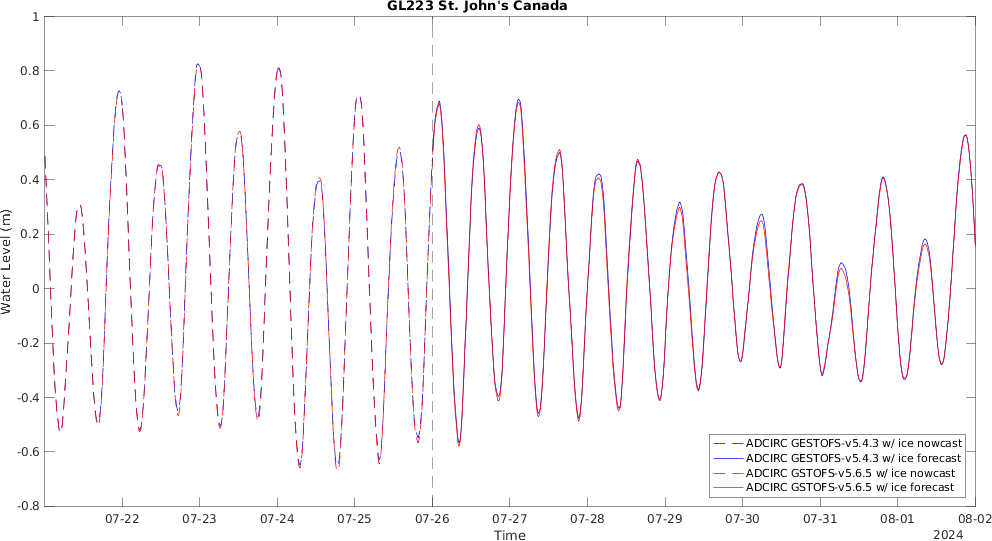 GL223 St. John's Canada
1
0.8
0.6
0.4
0.2
0
-0.2
-0.4
-0.6
-0.8
Water Level (m)
ADCIRC GESTOFS-v5.4.3 w/ ice nowcast
ADCIRC GESTOFS-v5.4.3 w/ ice forecast
ADCIRC GSTOFS-v5.6.5 w/ ice nowcast
ADCIRC GSTOFS-v5.6.5 w/ ice forecast
07-22 07-23 07-24 07-25 07-26 07-27 07-28 07-29 07-30 07-31 08-01 08-02
Time
2024